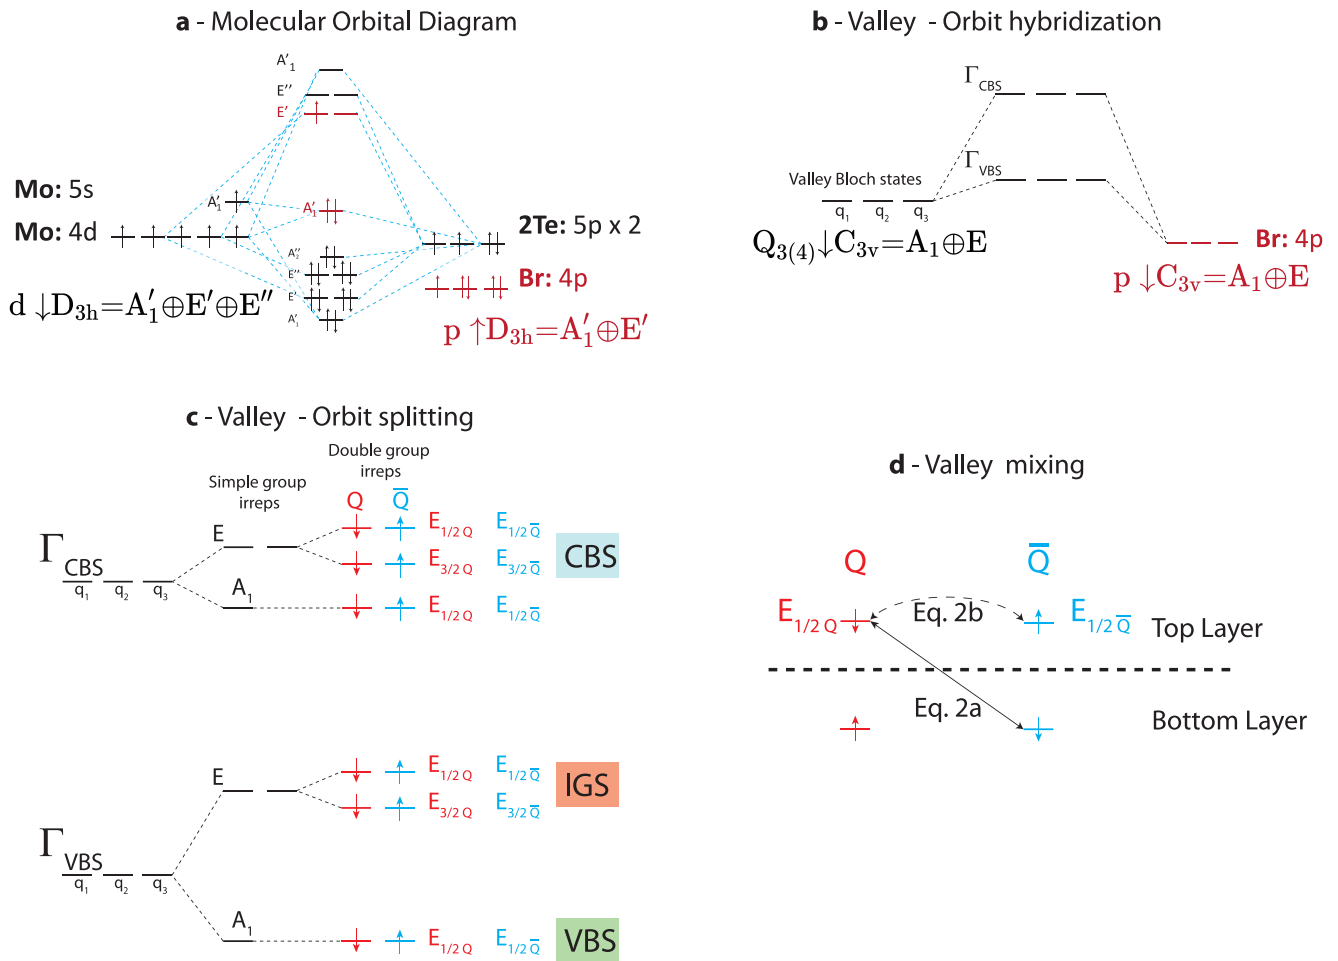 a - Molecular Orbital Diagram
A′₁
E″
E′
Mo: 5s
A′₁
A′₁
Mo: 4d
2Te: 5p x 2
A″₂
E″
Br: 4p
E′
A′₁
d ↓D₃ₕ=A′₁⊕E′⊕E″
p ↑D₃ₕ=A′₁⊕E′
b - Valley - Orbit hybridization
Γ_CBS
Γ_VBS
Valley Bloch states
q₁ q₂ q₃
Q₃₍₄₎↓C₃ᵥ=A₁⊕E
Br: 4p
p ↓C₃ᵥ=A₁⊕E
c - Valley - Orbit splitting
Simple group
irreps
Double group
irreps
Q Q̅
E
E₁/₂ Q E₁/₂ Q̅
E₃/₂ Q E₃/₂ Q̅
CBS
Γ_CBS
q₁ q₂ q₃
A₁
E₁/₂ Q E₁/₂ Q̅
E
E₁/₂ Q E₁/₂ Q̅
E₃/₂ Q E₃/₂ Q̅
IGS
Γ_VBS
q₁ q₂ q₃
A₁
E₁/₂ Q E₁/₂ Q̅
VBS
d - Valley mixing
Q Q̅
E₁/₂ Q Eq. 2b E₁/₂ Q̅ Top Layer
Eq. 2a Bottom Layer